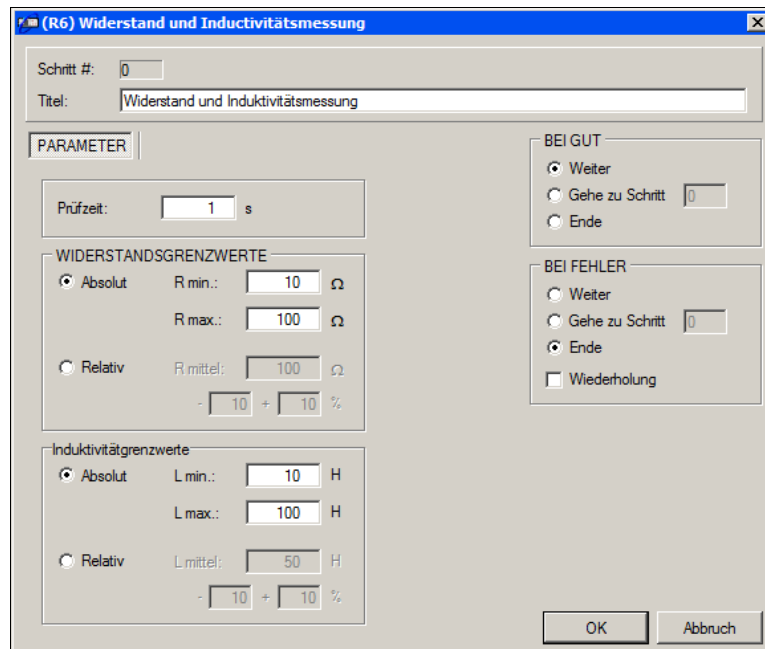 (R6) Widerstand und Inductivitätsmessung
Schritt #: 0
Titel: Widerstand und Induktivitätsmessung
PARAMETER
Prüfzeit: 1 s
WIDERSTANDSGRENZWERTE
Absolut R min.: 10 Ω
R max.: 100 Ω
Relativ R mittel: 100 Ω
- 10 + 10 %
Induktivitätgrenzwerte
Absolut L min.: 10 H
L max.: 100 H
Relativ L mittel: 50 H
- 10 + 10 %
BEI GUT
Weiter
Gehe zu Schritt 0
Ende
BEI FEHLER
Weiter
Gehe zu Schritt 0
Ende
Wiederholung
OK Abbruch